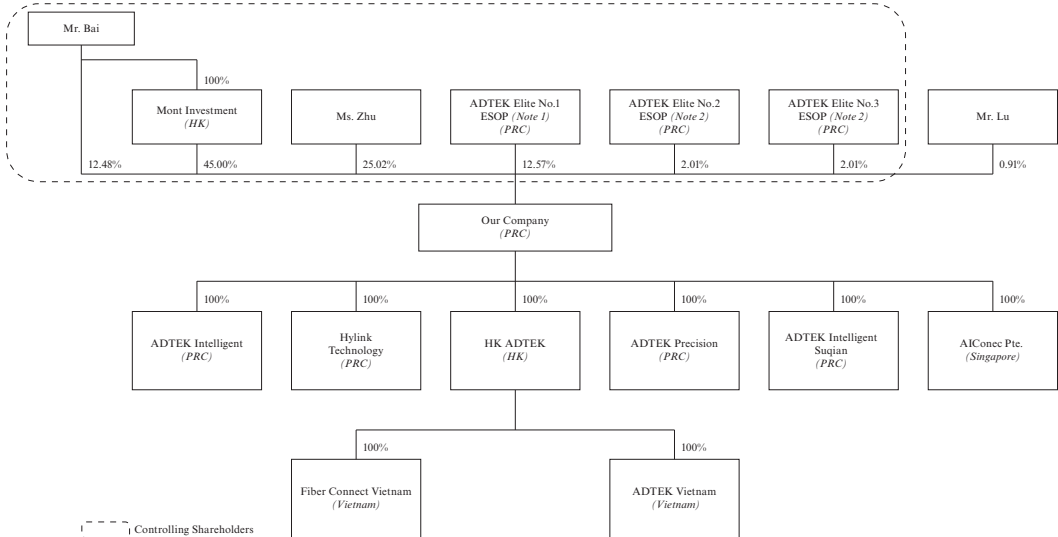 Mr. Bai
100%
Mont Investment
(HK)
Ms. Zhu
ADTEK Elite No.1
ESOP (Note 1)
(PRC)
ADTEK Elite No.2
ESOP (Note 2)
(PRC)
ADTEK Elite No.3
ESOP (Note 2)
(PRC)
Mr. Lu
12.48%
45.00%
25.02%
12.57%
2.01%
2.01%
0.91%
Our Company
(PRC)
100%
100%
100%
100%
100%
100%
ADTEK Intelligent
(PRC)
Hylink
Technology
(PRC)
HK ADTEK
(HK)
ADTEK Precision
(PRC)
ADTEK Intelligent
Suqian
(PRC)
AIConec Pte.
(Singapore)
100%
100%
Fiber Connect Vietnam
(Vietnam)
ADTEK Vietnam
(Vietnam)
Controlling Shareholders